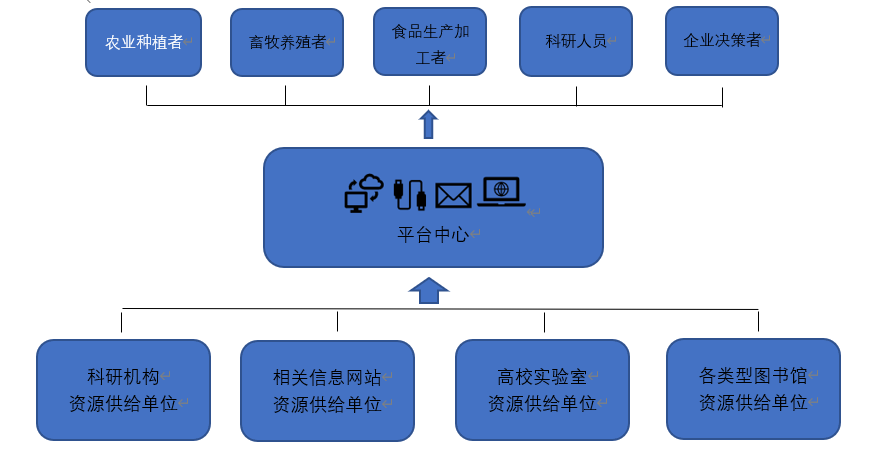 农业种植者
畜牧养殖者
食品生产加
工者
科研人员
企业决策者
平台中心
科研机构
资源供给单位
相关信息网站
资源供给单位
高校实验室
资源供给单位
各类型图书馆
资源供给单位